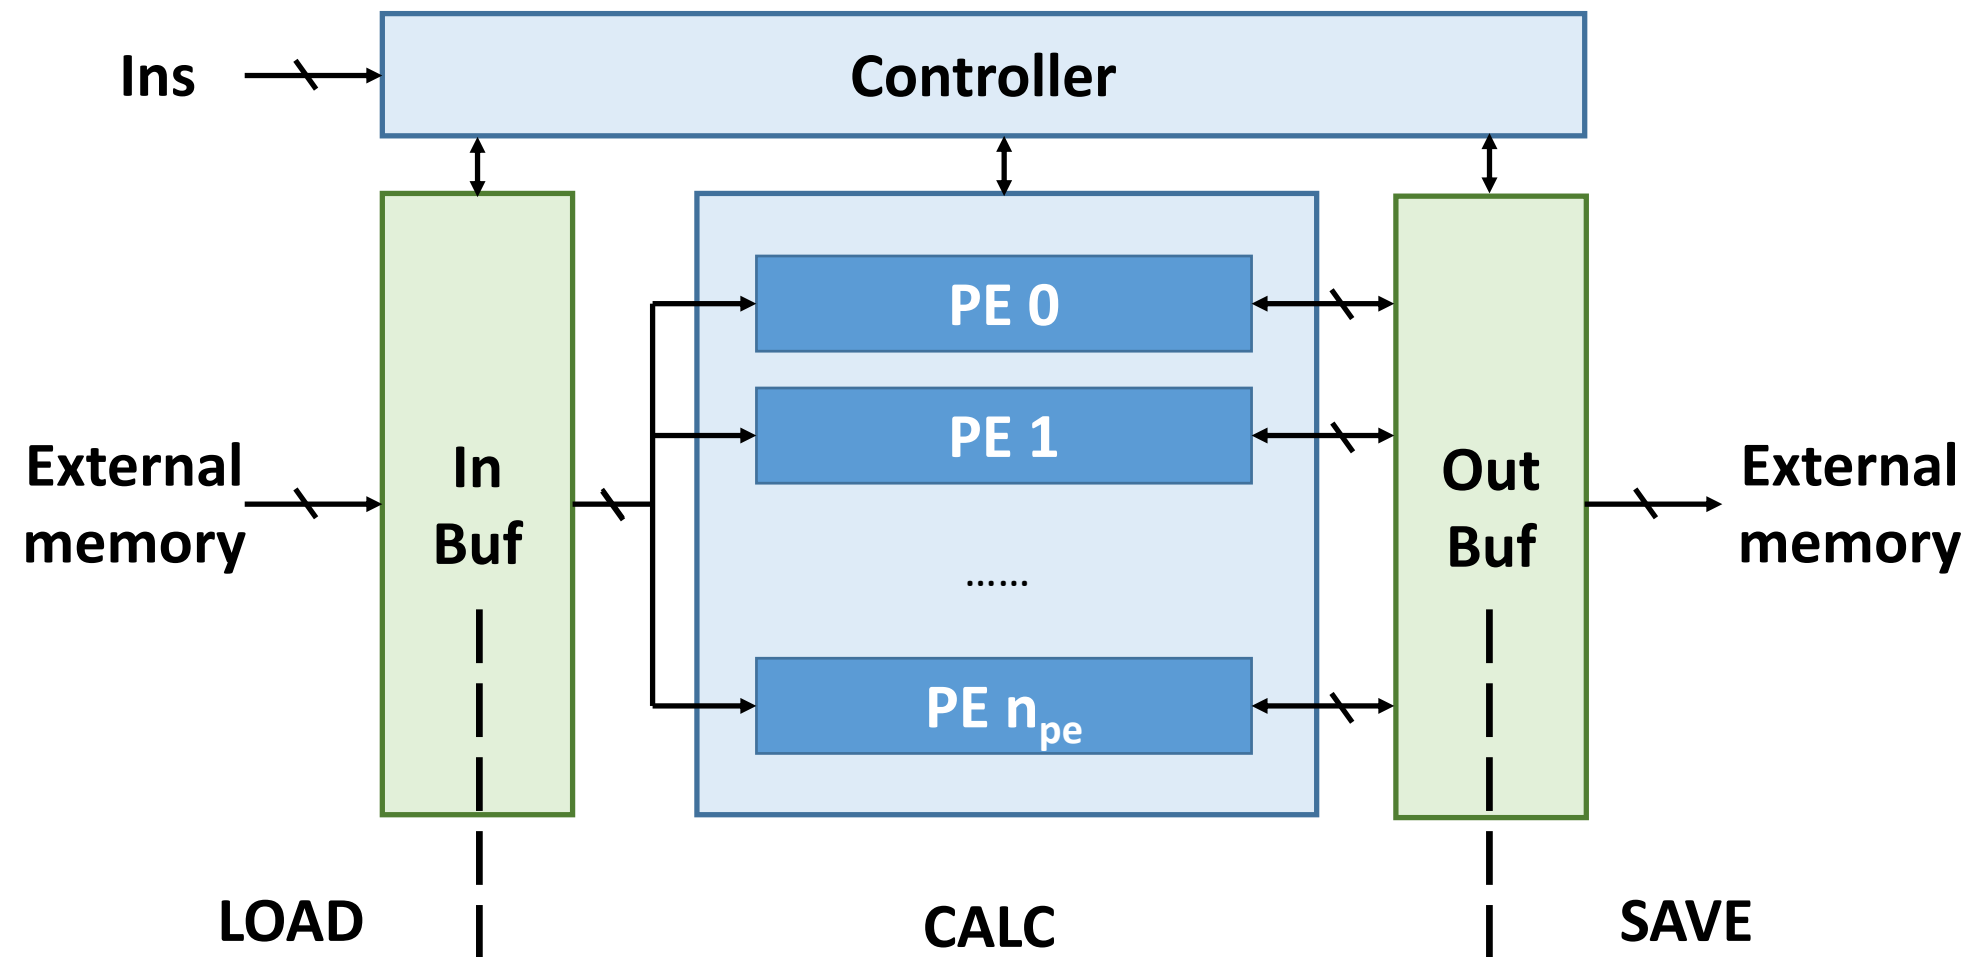 Ins
Controller
PE 0
PE 1
External
memory
In
Buf
Out
Buf
External
memory
......
PE npe
LOAD
CALC
SAVE